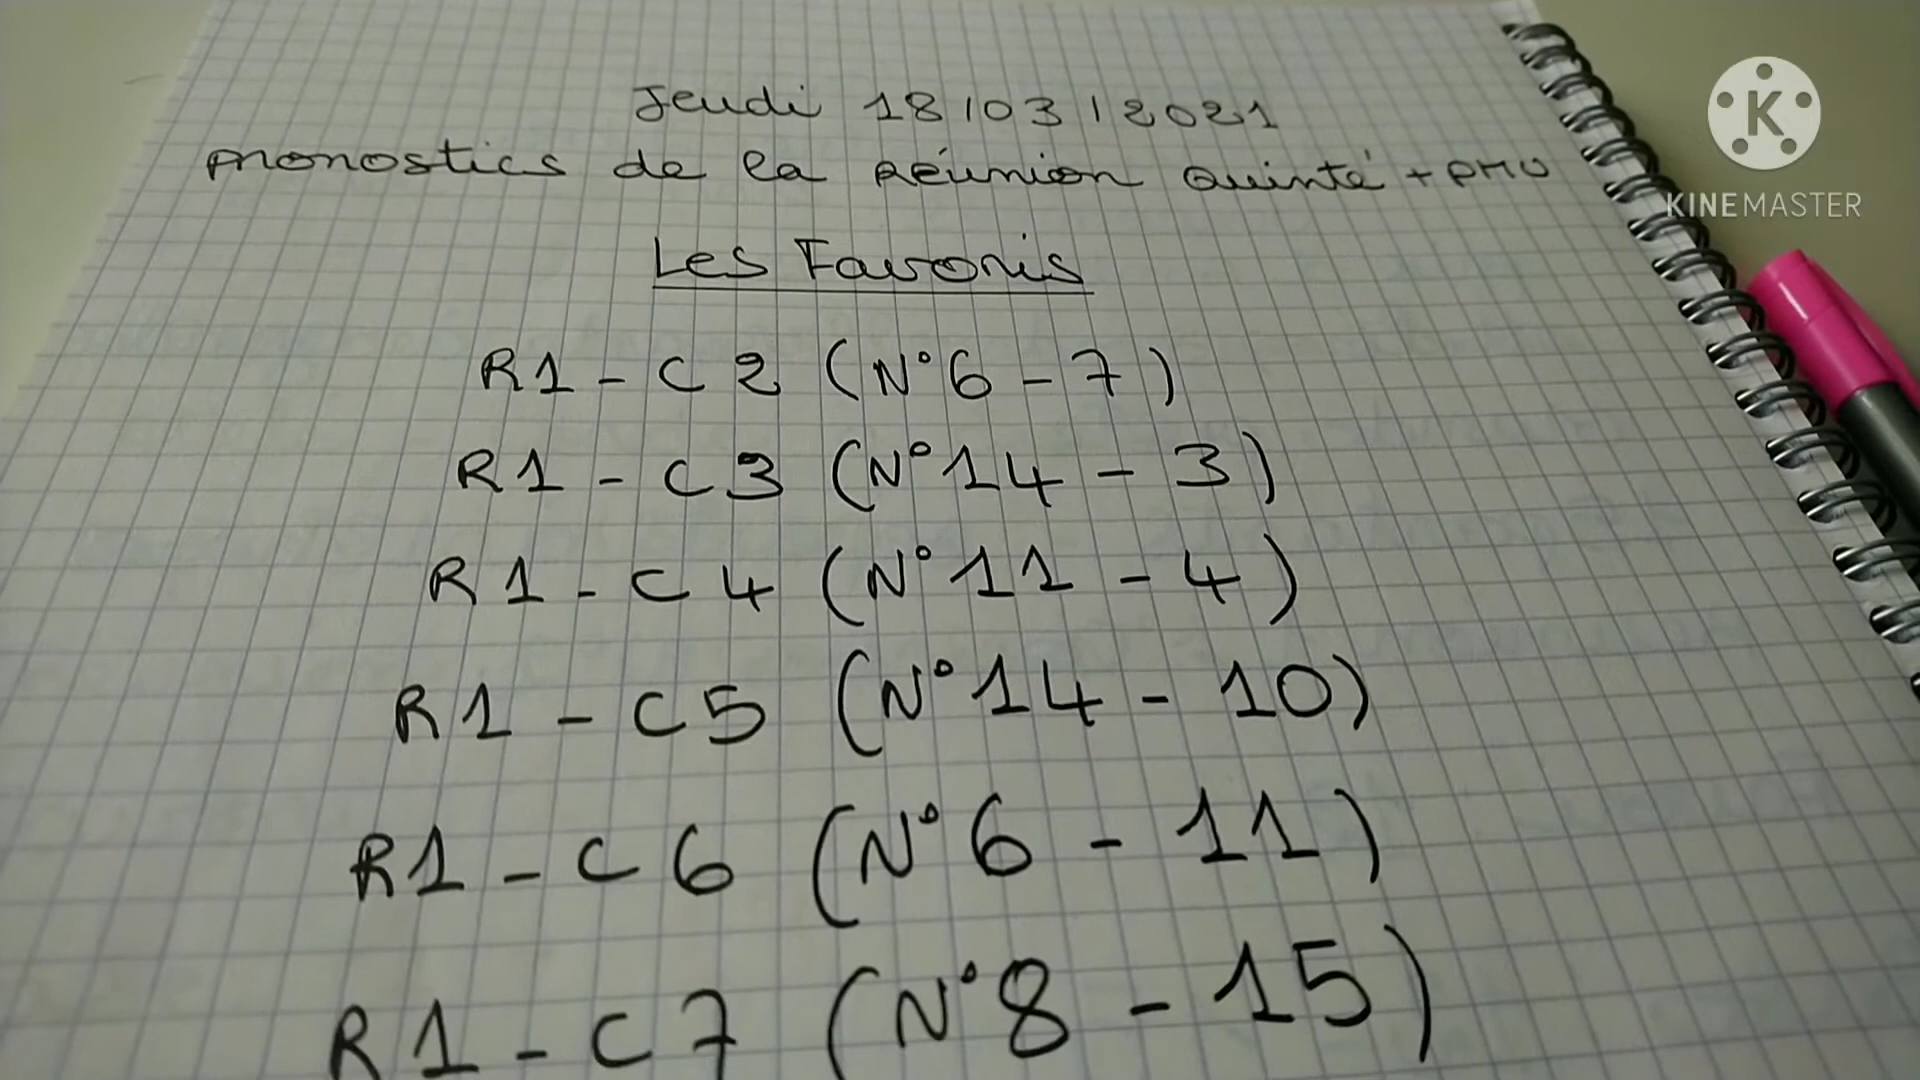 Jeudi 18/03/2021
pronostics de la Réunion Quinté + PMU
Les Favoris
R1 - C2 (N°6 - 7)
R1 - C3 (N°14 - 3)
R1 - C4 (N°11 - 4)
R1 - C5 (N°14 - 10)
R1 - C6 (N°6 - 11)
R1 - C7 (N°8 - 15)
K
KINEMASTER